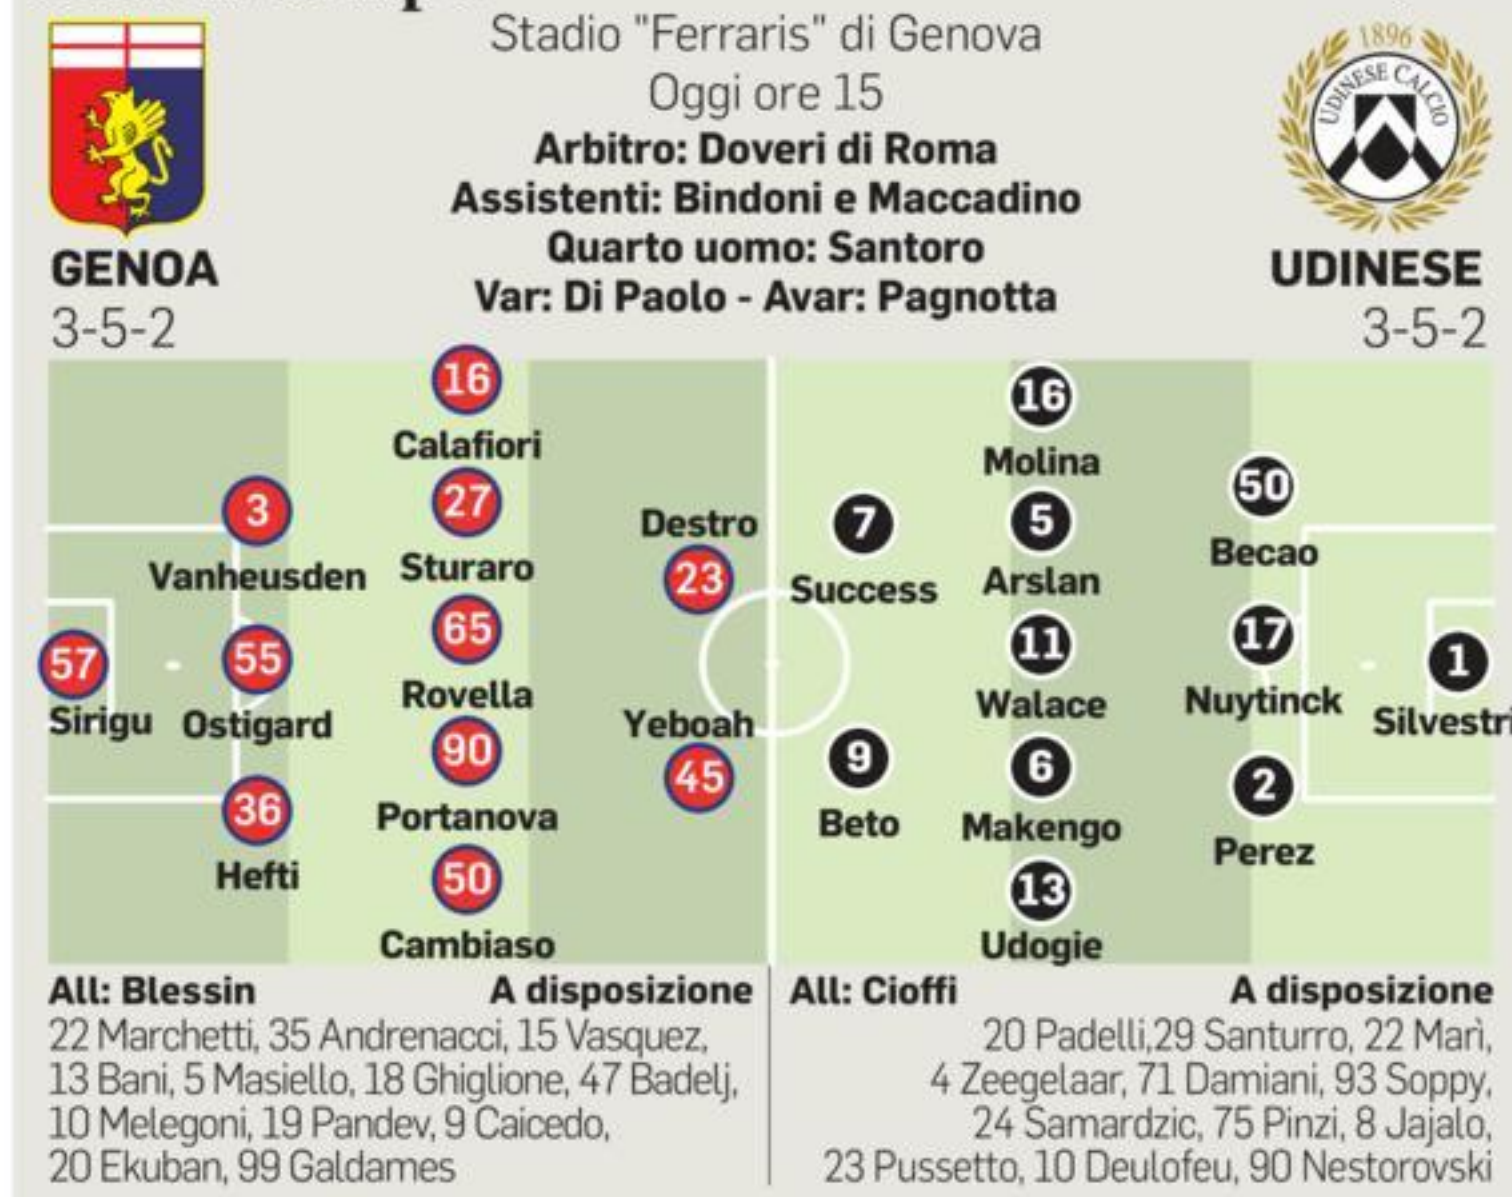 Stadio "Ferraris" di Genova
Oggi ore 15
Arbitro: Doveri di Roma
Assistenti: Bindoni e Maccadino
Quarto uomo: Santoro
Var: Di Paolo - Avar: Pagnotta
GENOA
3-5-2
1896
UDINESE CALCIO
UDINESE
3-5-2
57
Sirigu
3
Vanheusden
55
Ostigard
36
Hefti
16
Calafiori
27
Sturaro
65
Rovella
90
Portanova
50
Cambiaso
Destro
23
Yeboah
45
7
Success
9
Beto
16
Molina
5
Arslan
11
Walace
6
Makengo
13
Udogie
50
Becao
17
Nuytinck
2
Perez
1
Silvestri
All: Blessin
A disposizione
22 Marchetti, 35 Andrenacci, 15 Vasquez,
13 Bani, 5 Masiello, 18 Ghiglione, 47 Badelj,
10 Melegoni, 19 Pandev, 9 Caicedo,
20 Ekuban, 99 Galdames
All: Cioffi
A disposizione
20 Padelli,29 Santurro, 22 Marì,
4 Zeegelaar, 71 Damiani, 93 Soppy,
24 Samardzic, 75 Pinzi, 8 Jajalo,
23 Pussetto, 10 Deulofeu, 90 Nestorovski